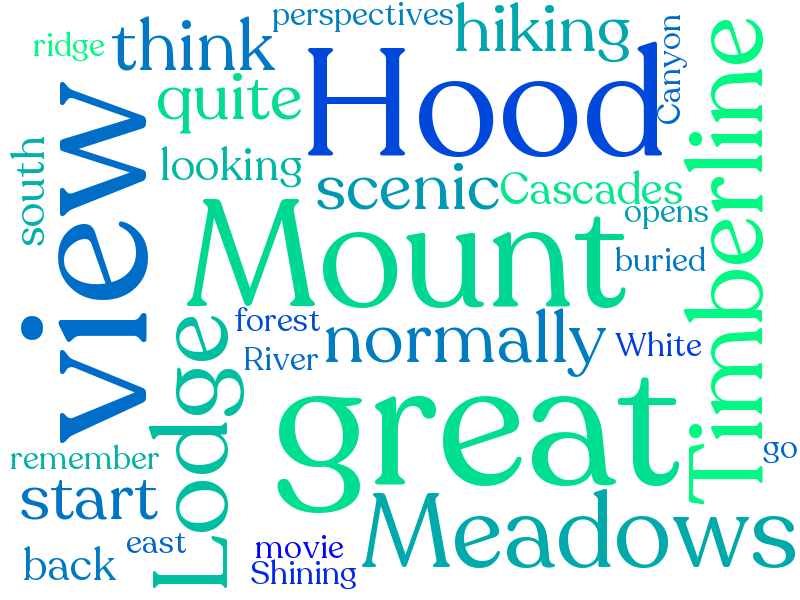 perspectives
hiking
think
ridge
Canyon
Hood
quite
Timberline
view
looking
south
scenic
Cascades
opens
Mount
buried
forest
normally
White
River
Lodge
great
go
remember
start
Meadows
east
movie
back
Shining